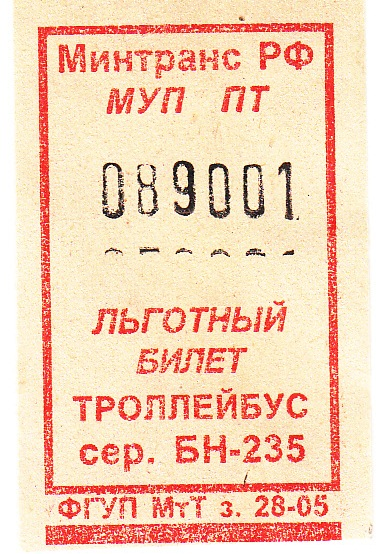 Минтранс РФ
МУП ПТ
089001
ЛЬГОТНЫЙ
БИЛЕТ
ТРОЛЛЕЙБУС
сер. БН-235
ФГУП МтТ з. 28-05